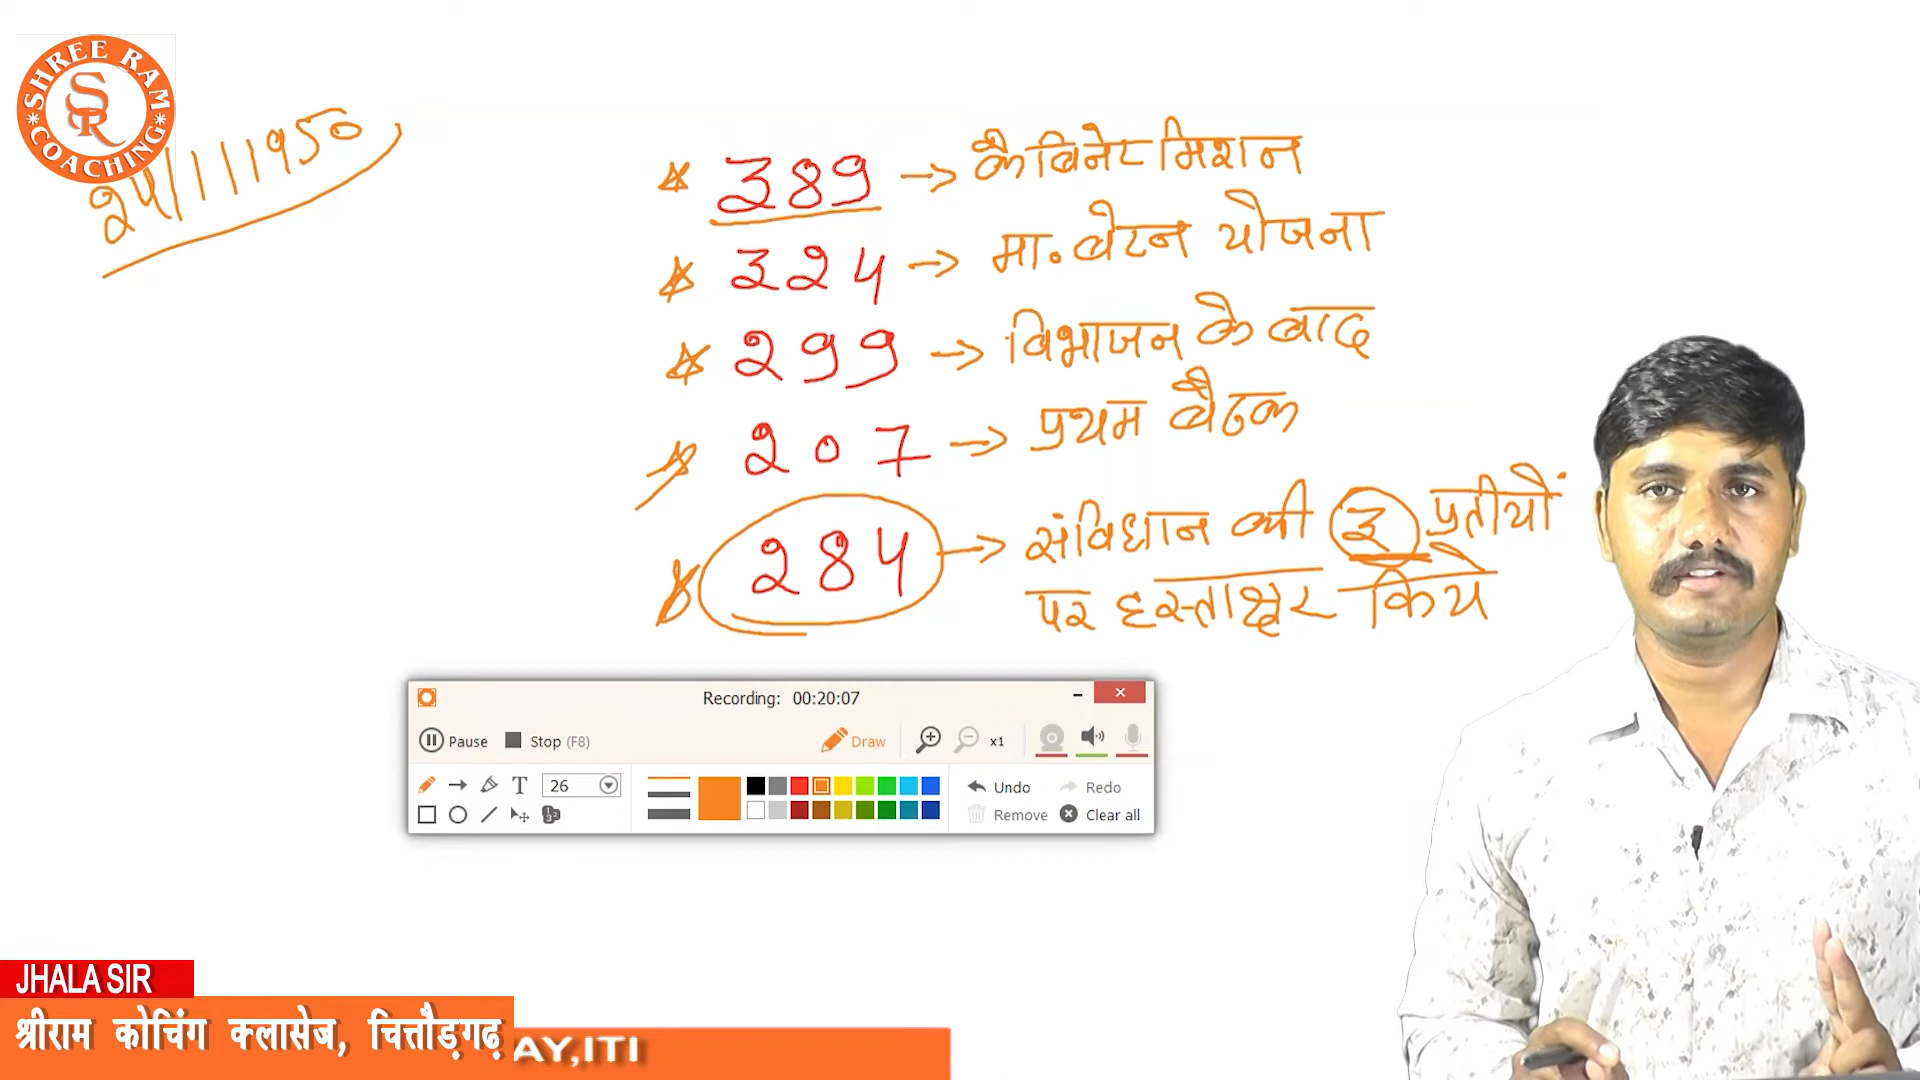 SHREE RAM
SR
COACHING
24/1/1950
389 → कैबिनेट मिशन
324 → मा. बेटन योजना
299 → विभाजन के बाद
207 → प्रथम बैठक
284 → संविधान की 3 प्रतीयों
पर हस्ताक्षर किये
Recording: 00:20:07
Pause Stop (F8) Draw x1
T 26 Undo Redo
Remove Clear all
JHALA SIR
श्रीराम कोचिंग क्लासेज, चित्तौड़गढ़
AY,ITI